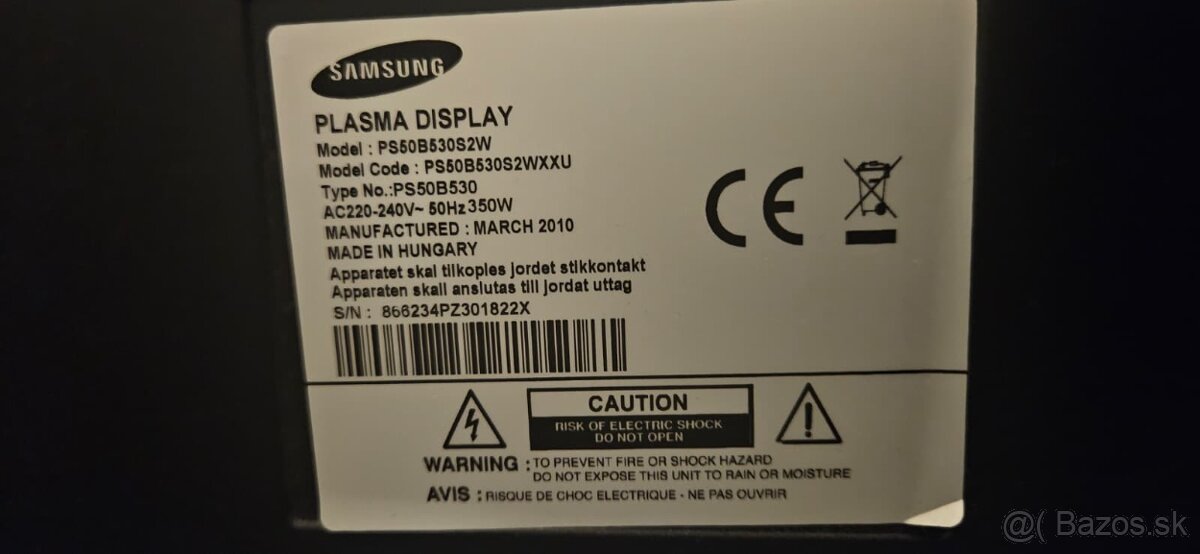 SAMSUNG
PLASMA DISPLAY
Model : PS50B530S2W
Model Code : PS50B530S2WXXU
Type No.:PS50B530
AC220-240V~ 50Hz 350W
MANUFACTURED : MARCH 2010
MADE IN HUNGARY
Apparatet skal tilkoples jordet stikkontakt
Apparaten skall anslutas till jordat uttag
S/N : 866234PZ301822X
CE
CAUTION
RISK OF ELECTRIC SHOCK
DO NOT OPEN
WARNING : TO PREVENT FIRE OR SHOCK HAZARD
DO NOT EXPOSE THIS UNIT TO RAIN OR MOISTURE
AVIS : RISQUE DE CHOC ELECTRIQUE - NE PAS OUVRIR
@( Bazos.sk